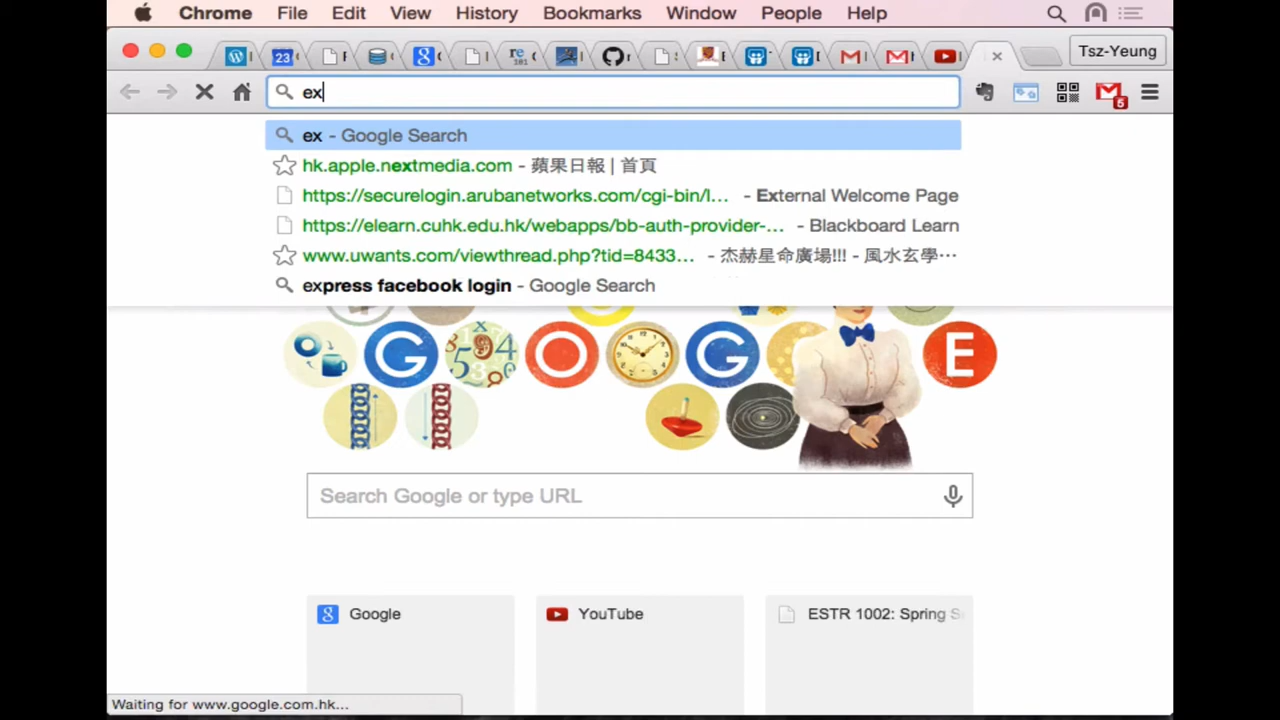 Chrome File Edit View History Bookmarks Window People Help
23
re 101
Tsz-Yeung
ex
5
ex - Google Search
hk.apple.nextmedia.com - 蘋果日報 | 首頁
https://securelogin.arubanetworks.com/cgi-bin/l... - External Welcome Page
https://elearn.cuhk.edu.hk/webapps/bb-auth-provider-... - Blackboard Learn
www.uwants.com/viewthread.php?tid=8433... - 杰赫星命廣場!!! - 風水玄學⋯
express facebook login - Google Search
G O G E
Search Google or type URL
Google YouTube ESTR 1002: Spring
Waiting for www.google.com.hk...